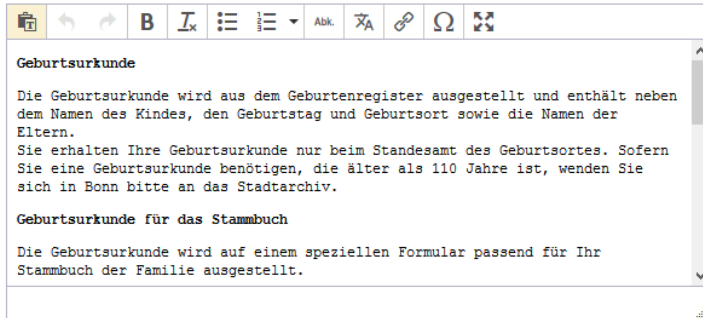 B Ix Abk. Ω
Geburtsurkunde
Die Geburtsurkunde wird aus dem Geburtenregister ausgestellt und enthält neben
dem Namen des Kindes, den Geburtstag und Geburtsort sowie die Namen der
Eltern.
Sie erhalten Ihre Geburtsurkunde nur beim Standesamt des Geburtsortes. Sofern
Sie eine Geburtsurkunde benötigen, die älter als 110 Jahre ist, wenden Sie
sich in Bonn bitte an das Stadtarchiv.
Geburtsurkunde für das Stammbuch
Die Geburtsurkunde wird auf einem speziellen Formular passend für Ihr
Stammbuch der Familie ausgestellt.